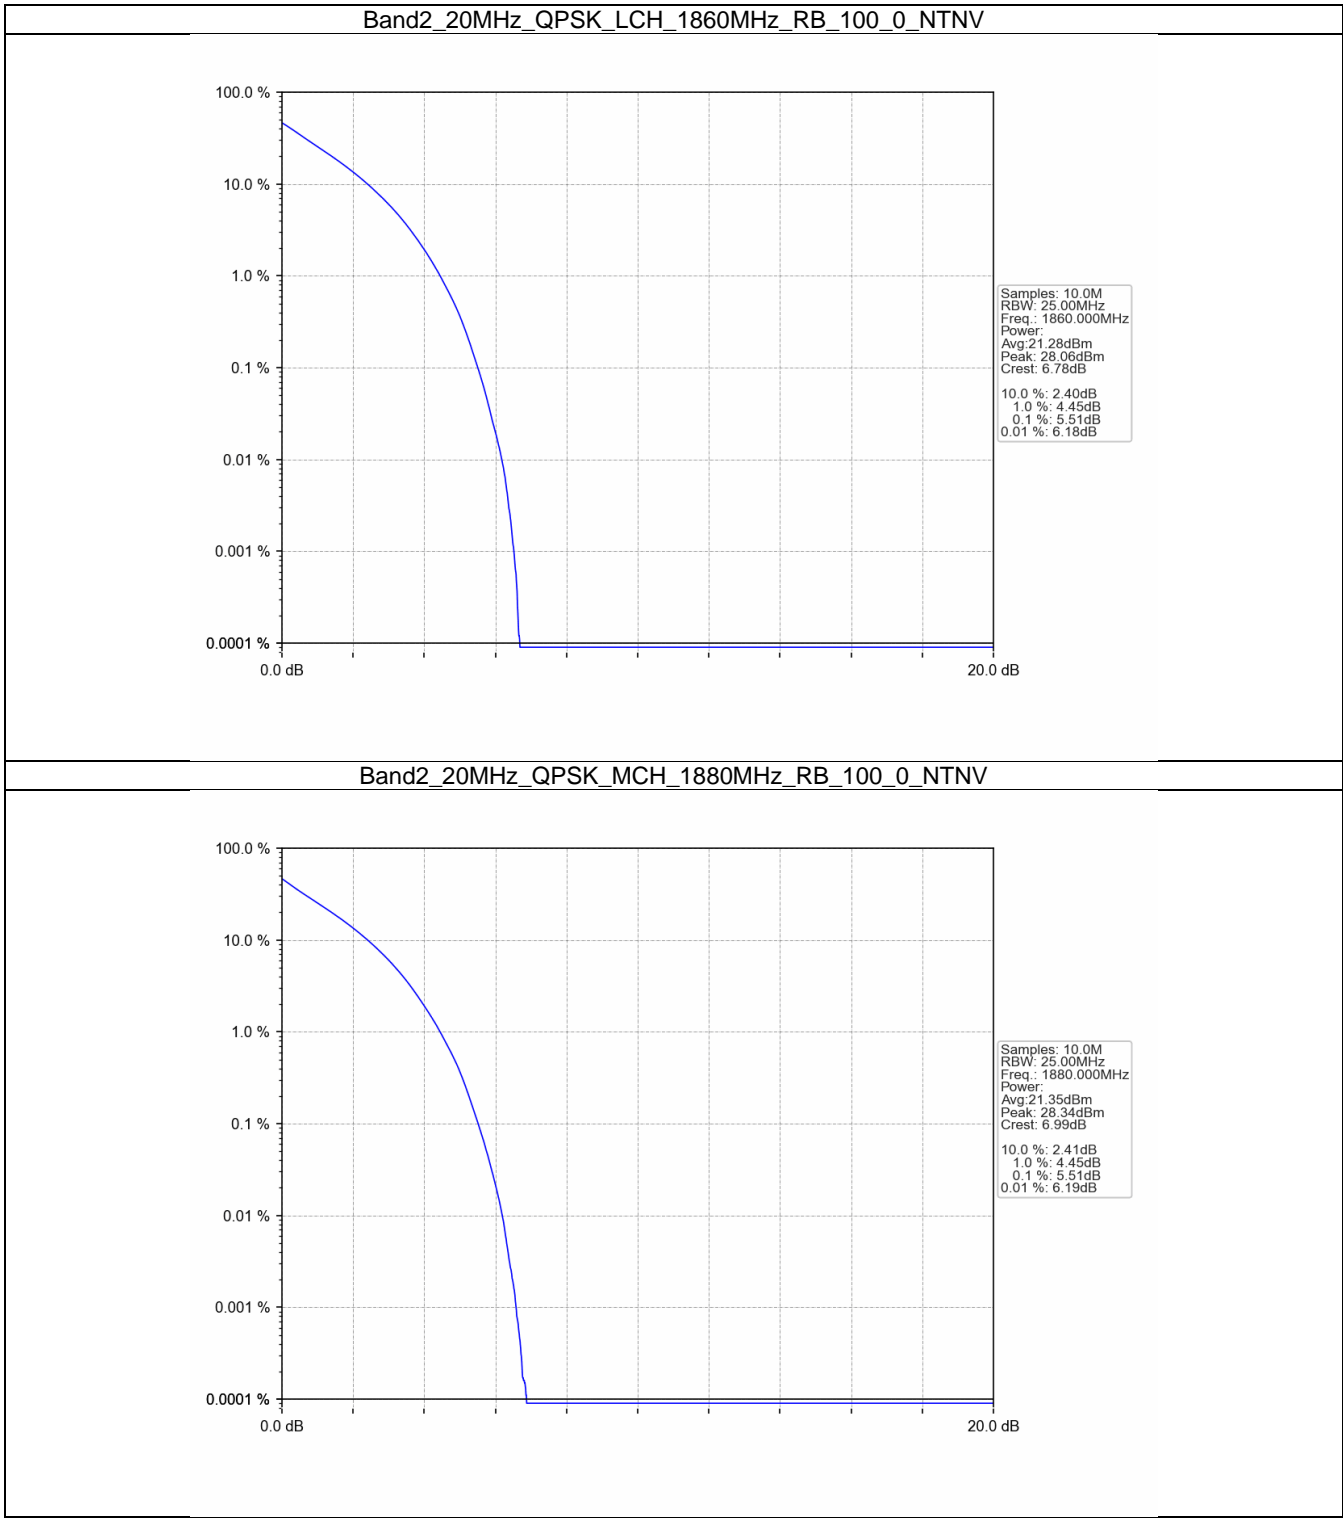 Band2_20MHz_QPSK_LCH_1860MHz_RB_100_0_NTNV
100.0 %
10.0 %
1.0 %
0.1 %
0.01 %
0.001 %
0.0001 %
0.0 dB
20.0 dB
Samples: 10.0M
RBW: 25.00MHz
Freq.: 1860.000MHz
Power:
Avg:21.28dBm
Peak: 28.06dBm
Crest: 6.78dB
10.0 %: 2.40dB
1.0 %: 4.45dB
0.1 %: 5.51dB
0.01 %: 6.18dB
Band2_20MHz_QPSK_MCH_1880MHz_RB_100_0_NTNV
100.0 %
10.0 %
1.0 %
0.1 %
0.01 %
0.001 %
0.0001 %
0.0 dB
20.0 dB
Samples: 10.0M
RBW: 25.00MHz
Freq.: 1880.000MHz
Power:
Avg:21.35dBm
Peak: 28.34dBm
Crest: 6.99dB
10.0 %: 2.41dB
1.0 %: 4.45dB
0.1 %: 5.51dB
0.01 %: 6.19dB